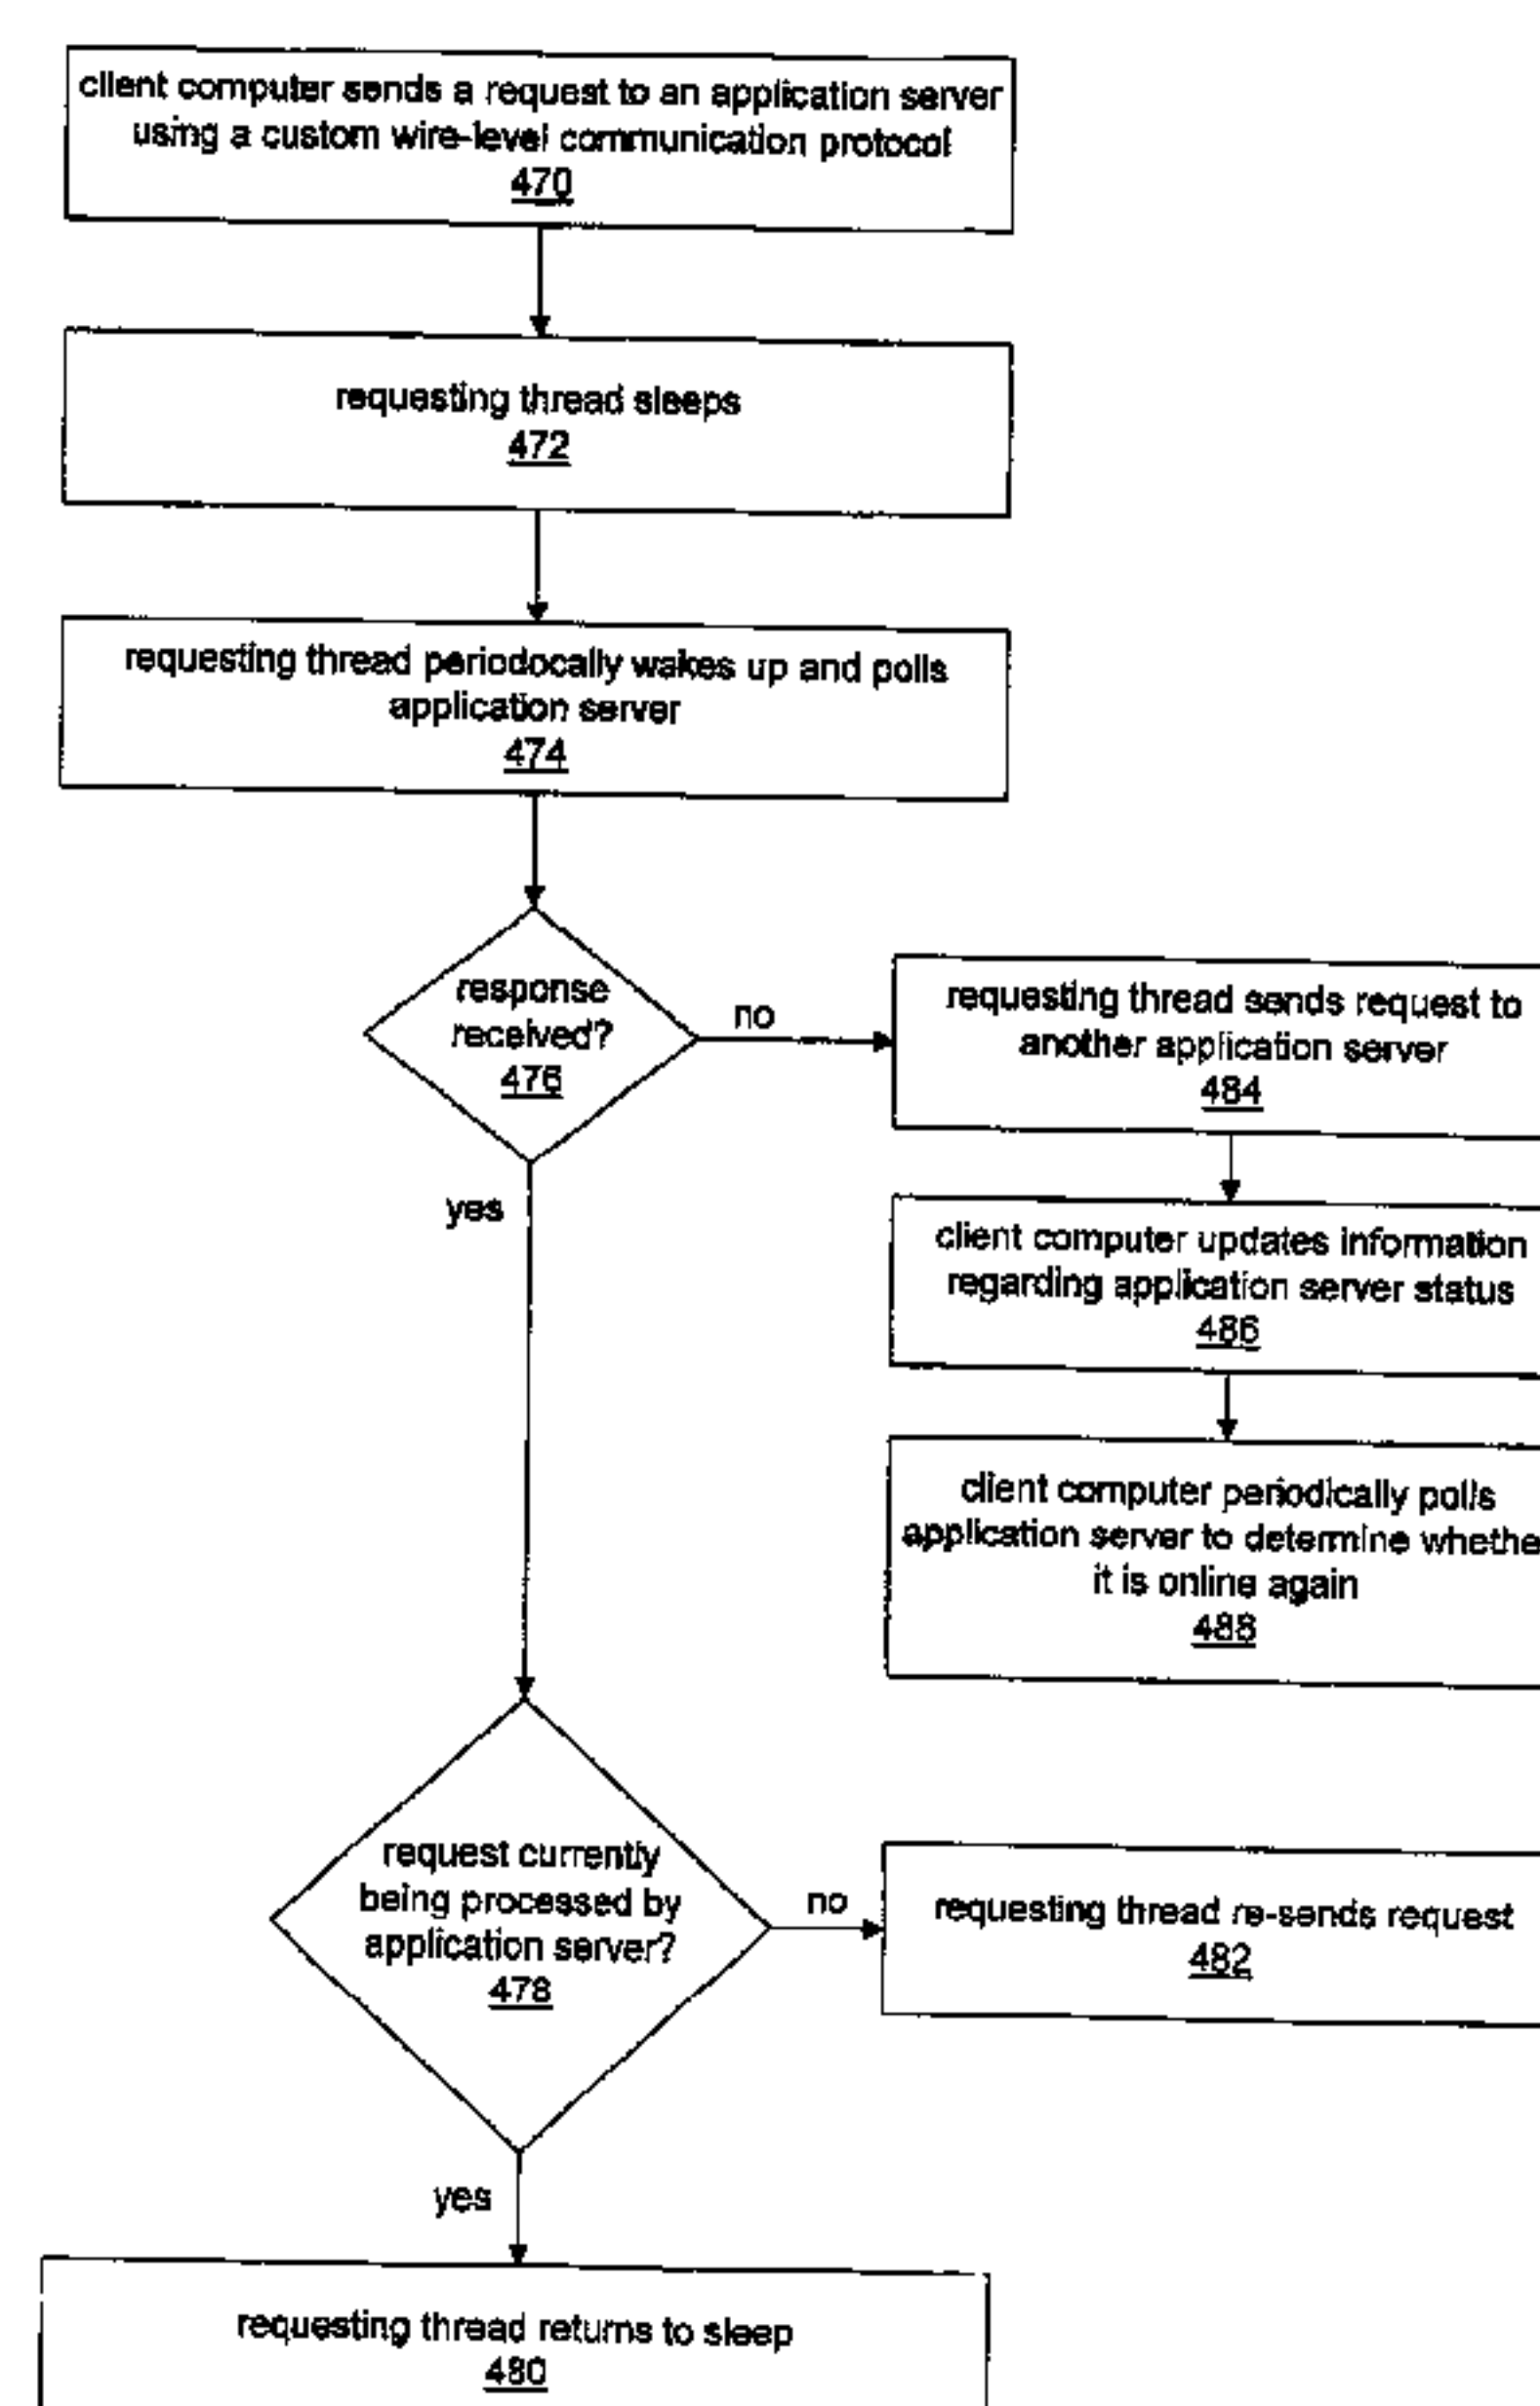 client computer sends a request to an application server
using a custom wire-level communication protocol
470
requesting thread sleeps
472
requesting thread periodocally wakes up and polls
application server
474
response
received?
476
no
requesting thread sends request to
another application server
484
yes
client computer updates information
regarding application server status
486
client computer periodically polls
application server to determine whethe
it is online again
488
request currently
being processed by
application server?
478
no
requesting thread re-sends request
482
yes
requesting thread returns to sleep
480